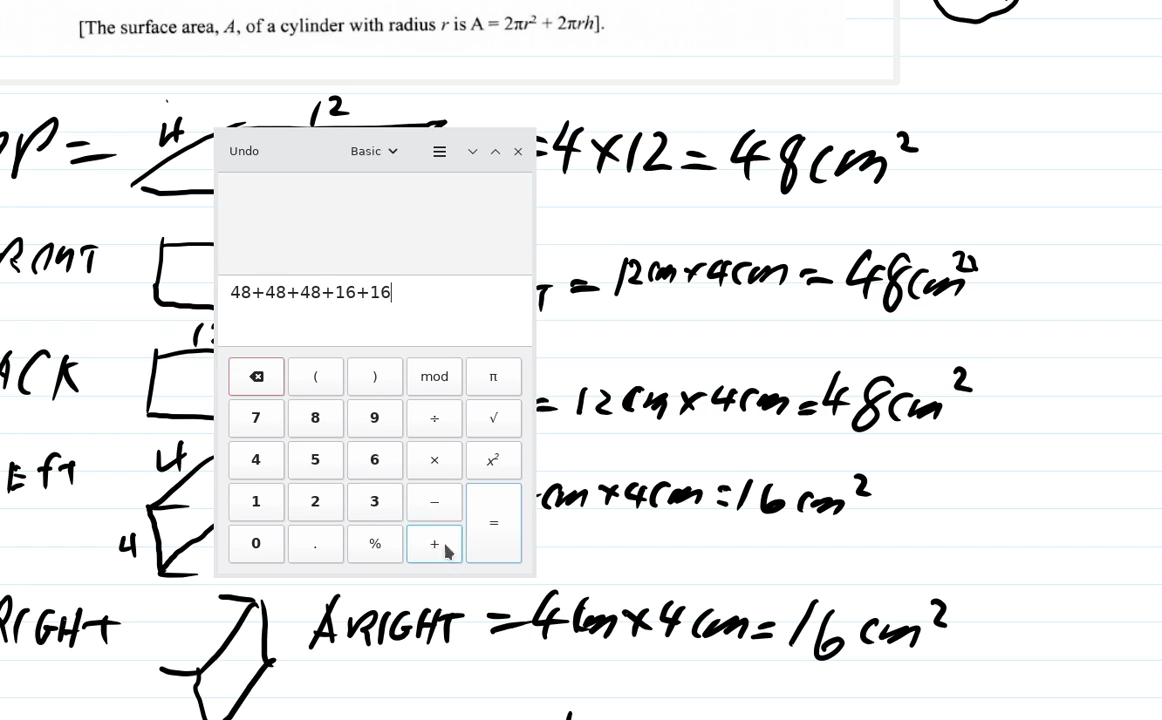 [The surface area, A, of a cylinder with radius r is A = 2πr² + 2πrh].
12
4
=4×12=48cm²
Undo Basic
48+48+48+16+16
( ) mod π
7 8 9 ÷ √
4 5 6 × x²
1 2 3 − =
0 . % +
= 12cm×4cm = 48cm²
= 12cm×4cm=48cm²
4
cm×4cm=16cm²
4
RIGHT ARIGHT =4cm×4cm=16cm²